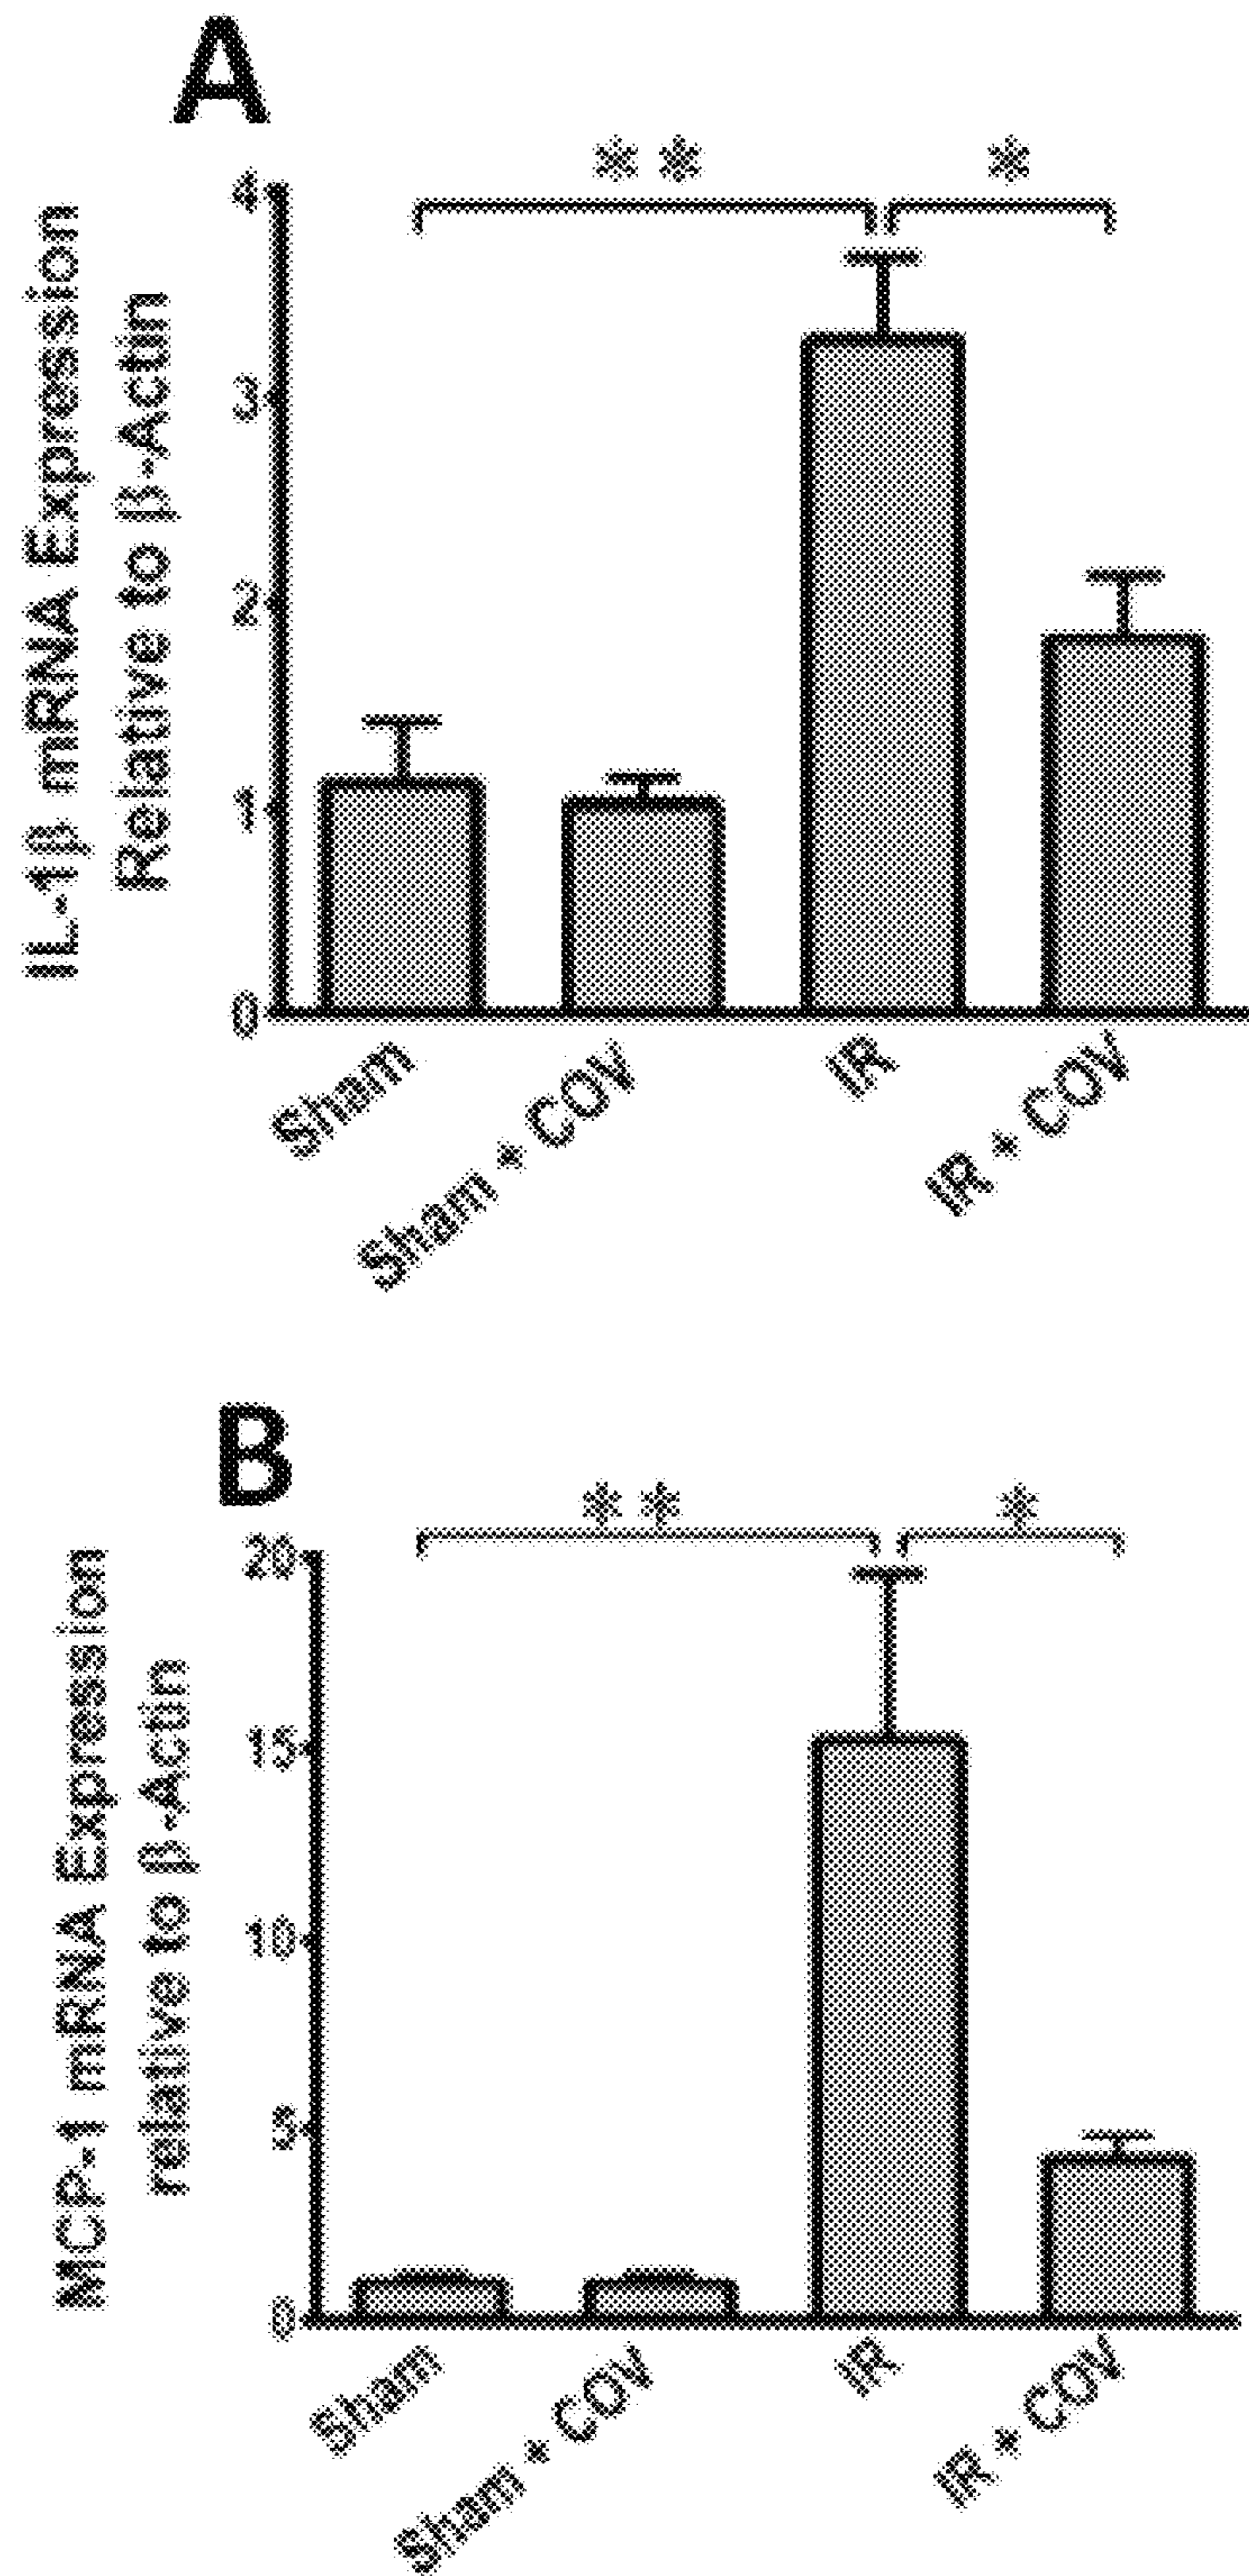 A
**
*
IL-1β mRNA Expression
Relative to β-Actin
4
3
2
1
0
Sham
Sham + COV
IR
IR + COV
B
**
*
MCP-1 mRNA Expression
relative to β-Actin
20
15
10
5
0
Sham
Sham + COV
IR
IR + COV